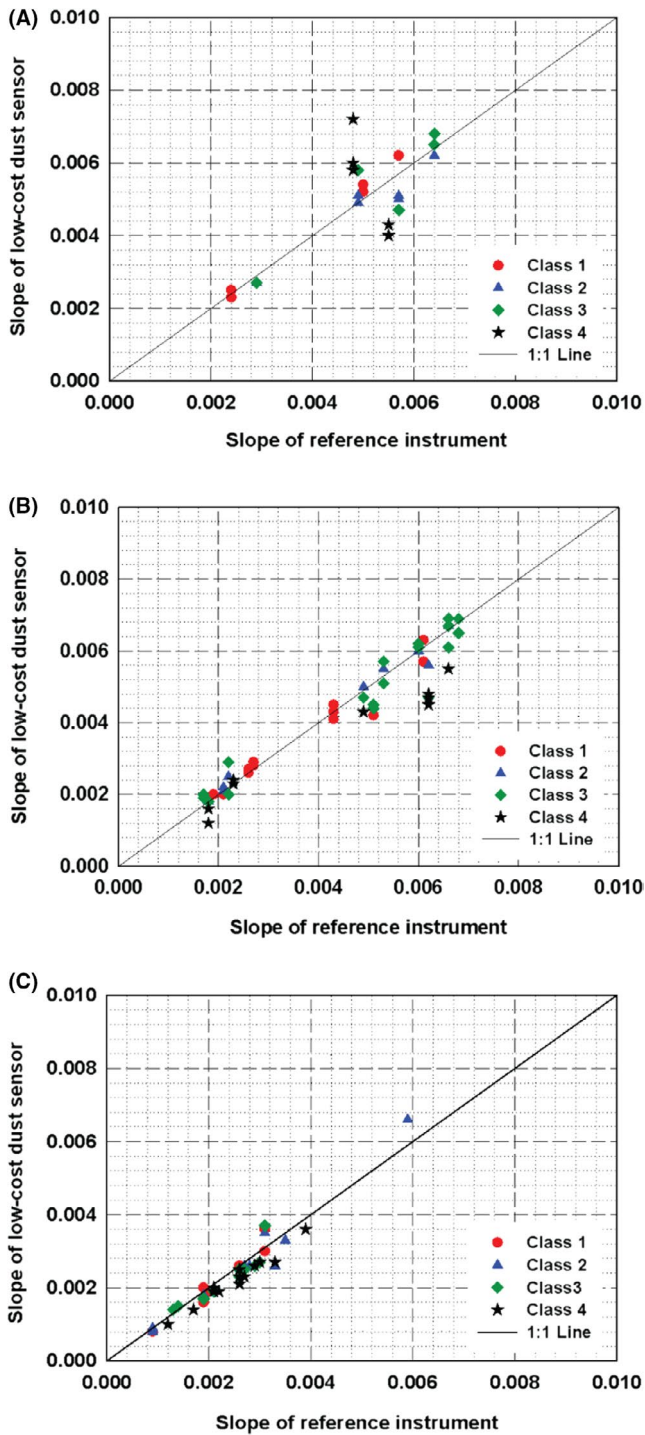 (A)
0.010
0.008
0.006
0.004
0.002
0.000
Slope of low-cost dust sensor
Class 1
Class 2
Class 3
Class 4
1:1 Line
0.000 0.002 0.004 0.006 0.008 0.010
Slope of reference instrument
(B)
0.010
0.008
0.006
0.004
0.002
0.000
Slope of low-cost dust sensor
Class 1
Class 2
Class 3
Class 4
1:1 Line
0.000 0.002 0.004 0.006 0.008 0.010
Slope of reference instrument
(C)
0.010
0.008
0.006
0.004
0.002
0.000
Slope of low-cost dust sensor
Class 1
Class 2
Class3
Class 4
1:1 Line
0.000 0.002 0.004 0.006 0.008 0.010
Slope of reference instrument